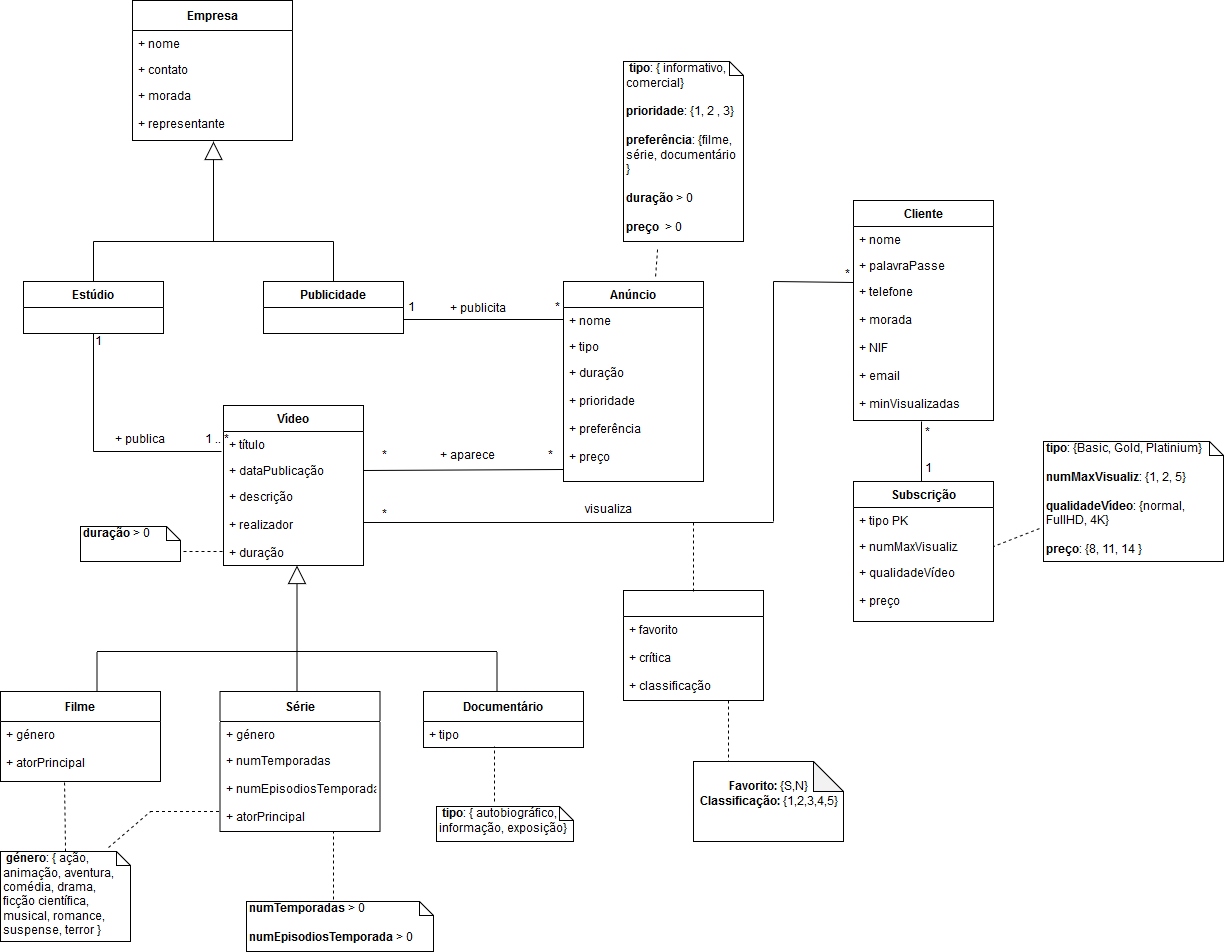 Empresa
+ nome
+ contato
+ morada
+ representante
tipo: { informativo,
comercial}
prioridade: {1, 2 , 3}
preferência: {filme,
série, documentário
}
duração > 0
preço > 0
Cliente
+ nome
+ palavraPasse
+ telefone
+ morada
+ NIF
+ email
+ minVisualizadas
*
Estúdio
1
Publicidade
1
+ publicita
*
Anúncio
+ nome
+ tipo
+ duração
+ prioridade
+ preferência
+ preço
+ publica
1 .. *
Vídeo
+ título
+ dataPublicação
+ descrição
+ realizador
+ duração
*
+ aparece
*
*
visualiza
*
1
Subscrição
+ tipo PK
+ numMaxVisualiz
+ qualidadeVídeo
+ preço
tipo: {Basic, Gold, Platinium}
numMaxVisualiz: {1, 2, 5}
qualidadeVídeo: {normal,
FullHD, 4K}
preço: {8, 11, 14 }
duração > 0
+ favorito
+ crítica
+ classificação
Filme
+ género
+ atorPrincipal
Série
+ género
+ numTemporadas
+ numEpisodiosTemporada
+ atorPrincipal
Documentário
+ tipo
Favorito: {S,N}
Classificação: {1,2,3,4,5}
tipo: { autobiográfico,
informação, exposição}
género: { ação,
animação, aventura,
comédia, drama,
ficção científica,
musical, romance,
suspense, terror }
numTemporadas > 0
numEpisodiosTemporada > 0